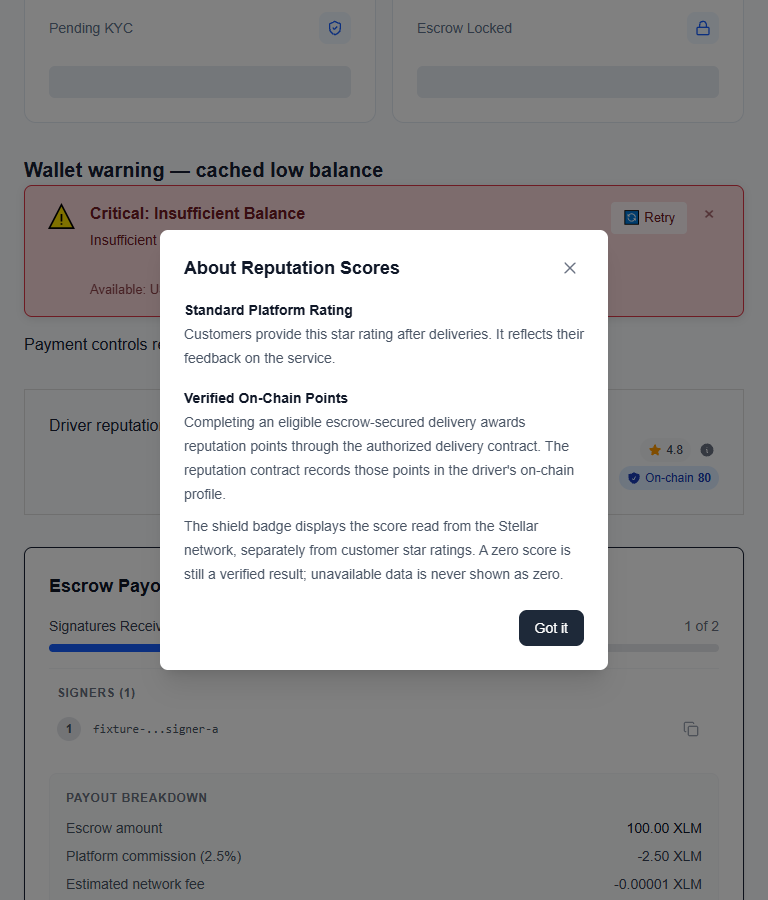 Pending KYC
Escrow Locked
Wallet warning — cached low balance
Critical: Insufficient Balance
Retry
Insufficient
Available:
Payment controls
About Reputation Scores
Standard Platform Rating
Customers provide this star rating after deliveries. It reflects their
feedback on the service.
Verified On-Chain Points
Completing an eligible escrow-secured delivery awards
reputation points through the authorized delivery contract. The
reputation contract records those points in the driver's on-chain
profile.
The shield badge displays the score read from the Stellar
network, separately from customer star ratings. A zero score is
still a verified result; unavailable data is never shown as zero.
Got it
Driver
4.8
On-chain 80
Escrow
Signatures
1 of 2
SIGNERS (1)
1 fixture-...signer-a
PAYOUT BREAKDOWN
Escrow amount 100.00 XLM
Platform commission (2.5%) -2.50 XLM
Estimated network fee -0.00001 XLM